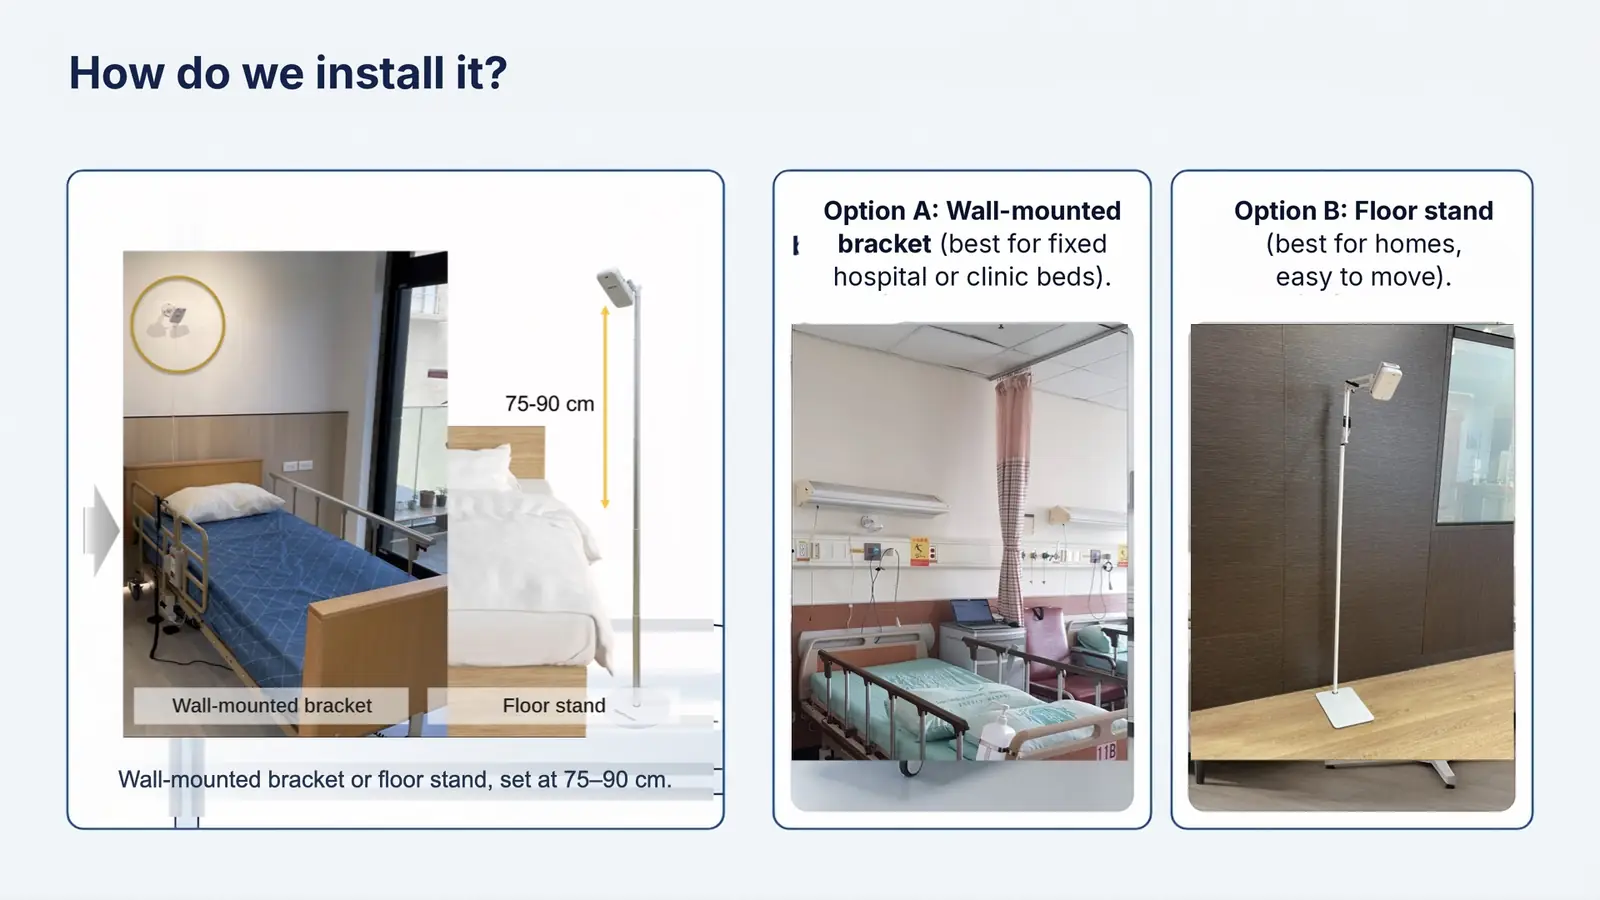 How do we install it?
75-90 cm
Wall-mounted bracket
Floor stand
Wall-mounted bracket or floor stand, set at 75–90 cm.
Option A: Wall-mounted
bracket (best for fixed
hospital or clinic beds).
11B
Option B: Floor stand
(best for homes,
easy to move).